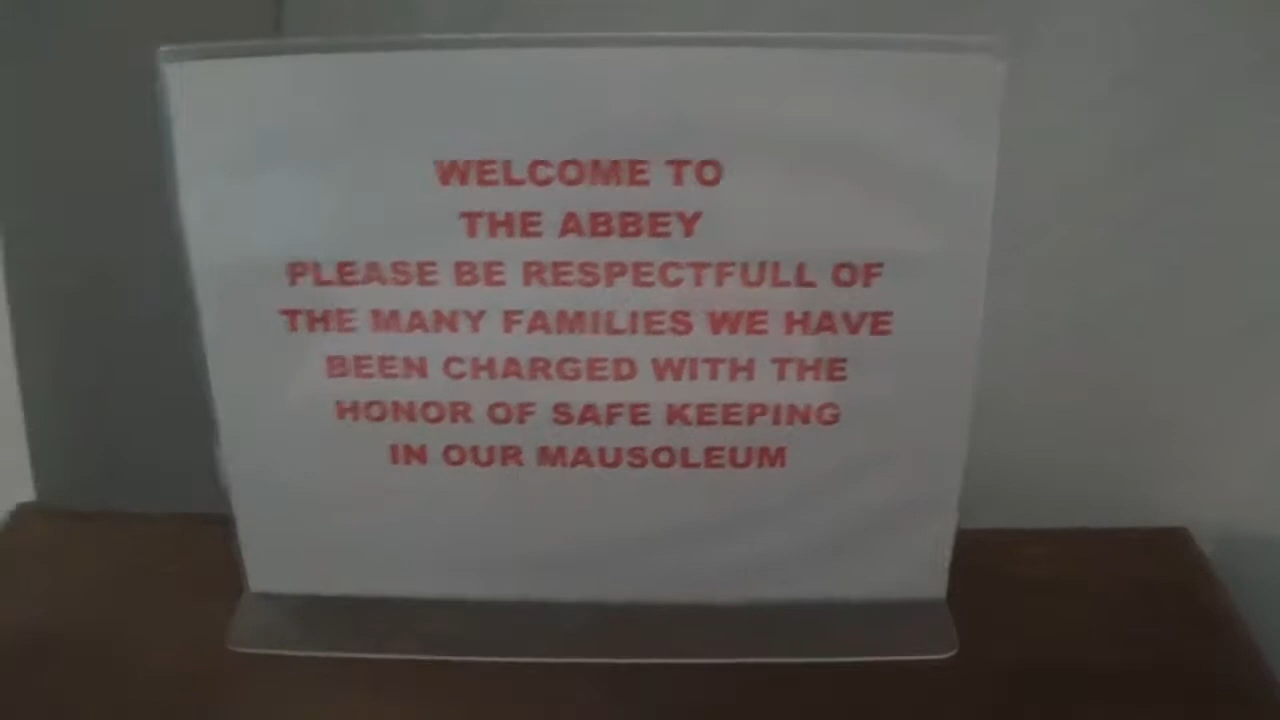 WELCOME TO
THE ABBEY
PLEASE BE RESPECTFULL OF
THE MANY FAMILIES WE HAVE
BEEN CHARGED WITH THE
HONOR OF SAFE KEEPING
IN OUR MAUSOLEUM